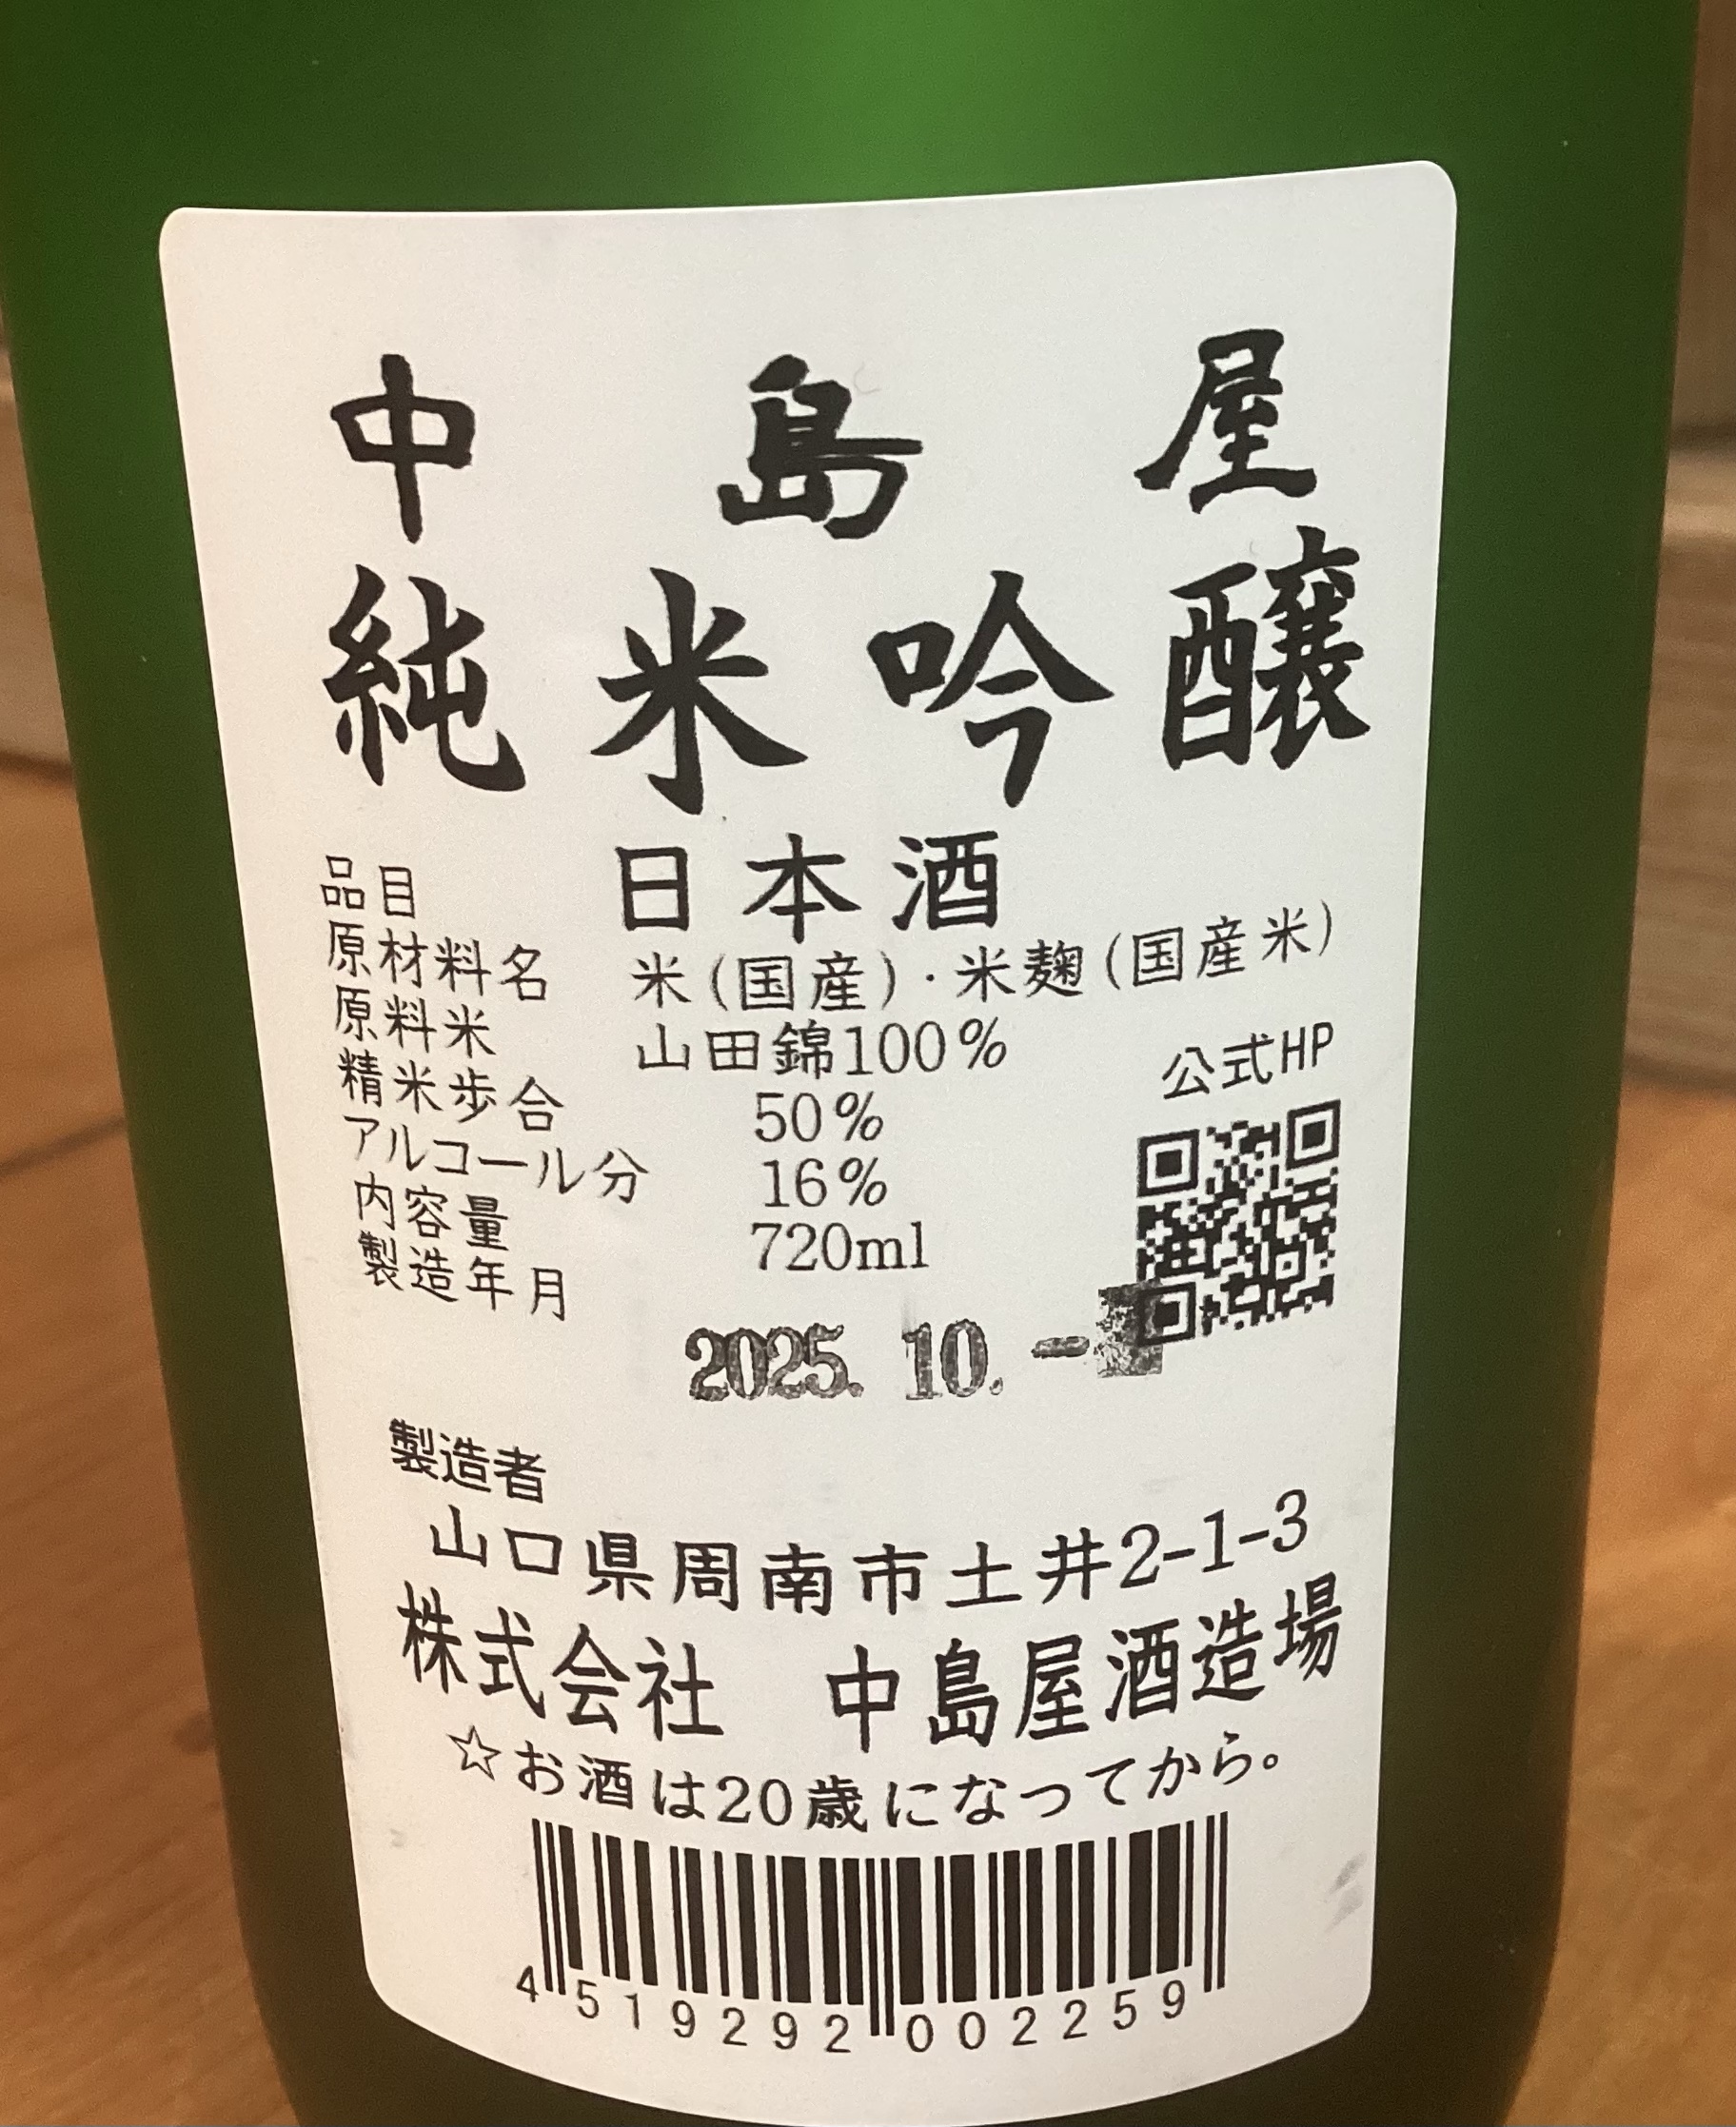 中島屋
純米吟醸
品目 日本酒
原材料名 米(国産)・米麹(国産米)
原料米 山田錦100%
精米歩合 50%
アルコール分 16%
内容量 720ml
製造年月
2025. 10. -
公式HP
製造者
山口県周南市土井2-1-3
株式会社 中島屋酒造場
☆お酒は20歳になってから。
4519292002259